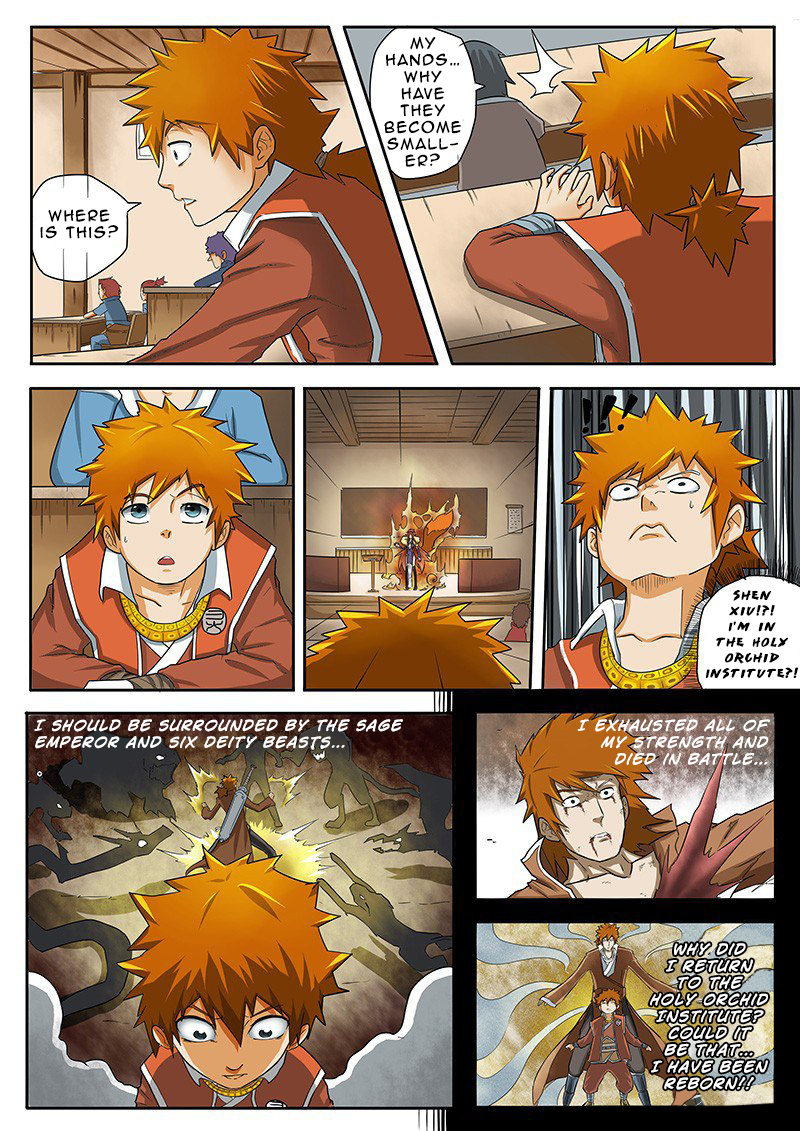 WHERE
IS THIS?
MY
HANDS...
WHY
HAVE
THEY
BECOME
SMALL-
ER?
!!!
SHEN
XIU!?!
I'M IN
THE HOLY
ORCHID
INSTITUTE?!
I SHOULD BE SURROUNDED BY THE SAGE
EMPEROR AND SIX DEITY BEASTS...
I EXHAUSTED ALL OF
MY STRENGTH AND
DIED IN BATTLE...
WHY DID
I RETURN
TO THE
HOLY ORCHID
INSTITUTE?
COULD IT
BE THAT...
I HAVE BEEN
REBORN!!